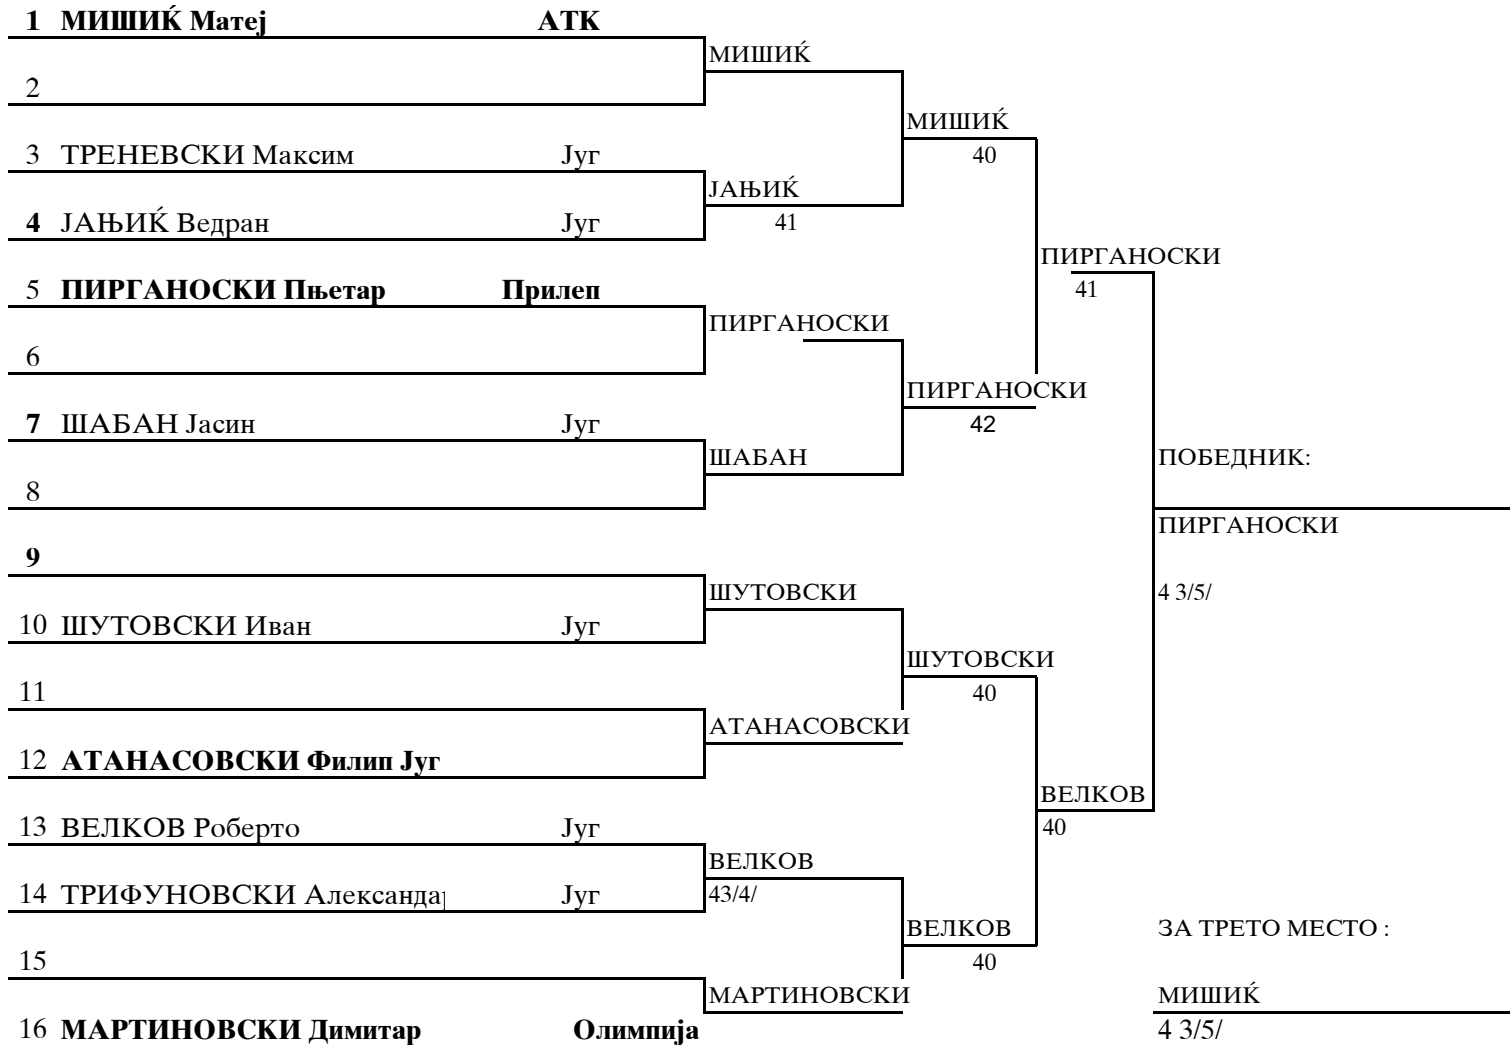 1 МИШИЌ Матеј АТК
МИШИЌ
2
МИШИЌ
3 ТРЕНЕВСКИ Максим Југ 40
ЈАЊИЌ
4 ЈАЊИЌ Ведран Југ 41
ПИРГАНОСКИ
5 ПИРГАНОСКИ Пњетар Прилеп 41
ПИРГАНОСКИ
6
ПИРГАНОСКИ
7 ШАБАН Јасин Југ 42
ШАБАН ПОБЕДНИК:
8
ПИРГАНОСКИ
9
ШУТОВСКИ 4 3/5/
10 ШУТОВСКИ Иван Југ
ШУТОВСКИ
11 40
АТАНАСОВСКИ
12 АТАНАСОВСКИ Филип Југ
ВЕЛКОВ
13 ВЕЛКОВ Роберто Југ 40
ВЕЛКОВ
14 ТРИФУНОВСКИ Александа Југ 43/4/
ВЕЛКОВ ЗА ТРЕТО МЕСТО :
15 40
МАРТИНОВСКИ МИШИЌ
16 МАРТИНОВСКИ Димитар Олимпија 4 3/5/